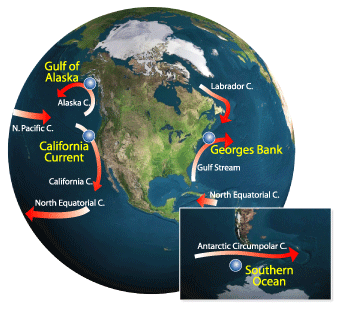 Gulf of
Alaska
Labrador C.
Alaska C.
N. Pacific C.
California
Current
Georges Bank
Gulf Stream
California C.
North Equatorial C.
North Equatorial C.
Antarctic Circumpolar C.
Southern
Ocean